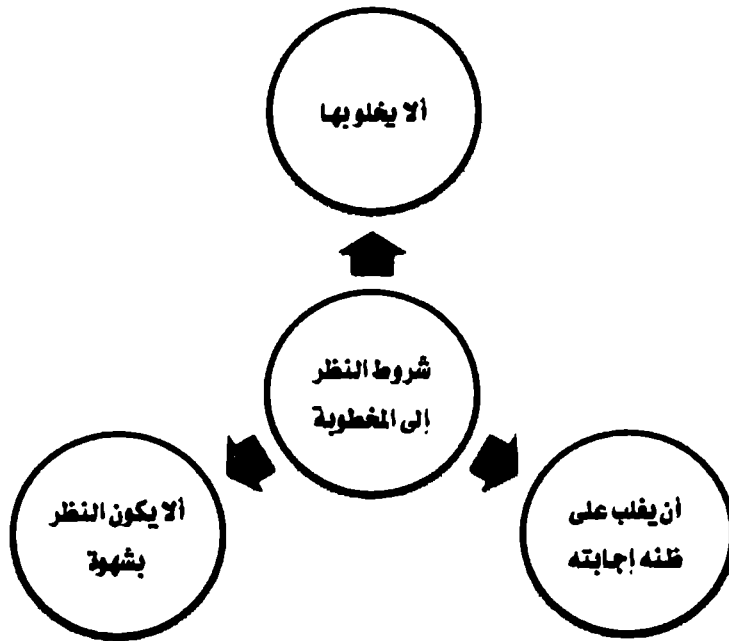 ألا يخلو بها
شروط النظر
إلى المخطوبة
أن يغلب على
ظنه إجابته
ألا يكون النظر
بشهوة